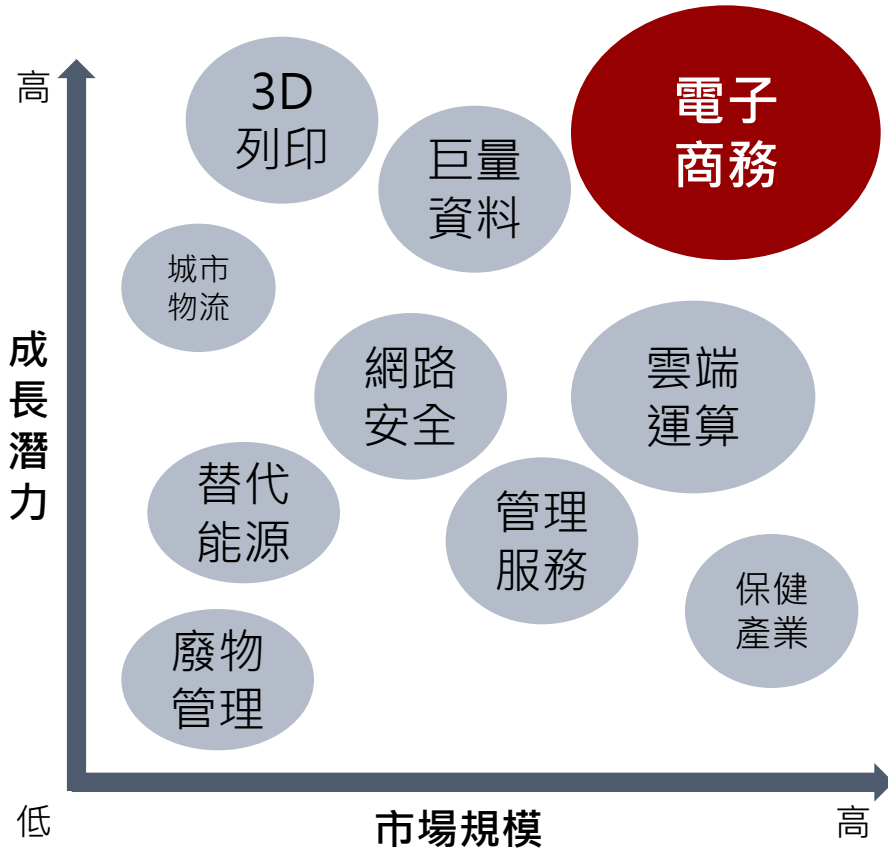 高
3D
列印
巨量
資料
電子
商務
城市
物流
成
長
潛
力
網路
安全
雲端
運算
替代
能源
管理
服務
保健
產業
廢物
管理
低
市場規模
高